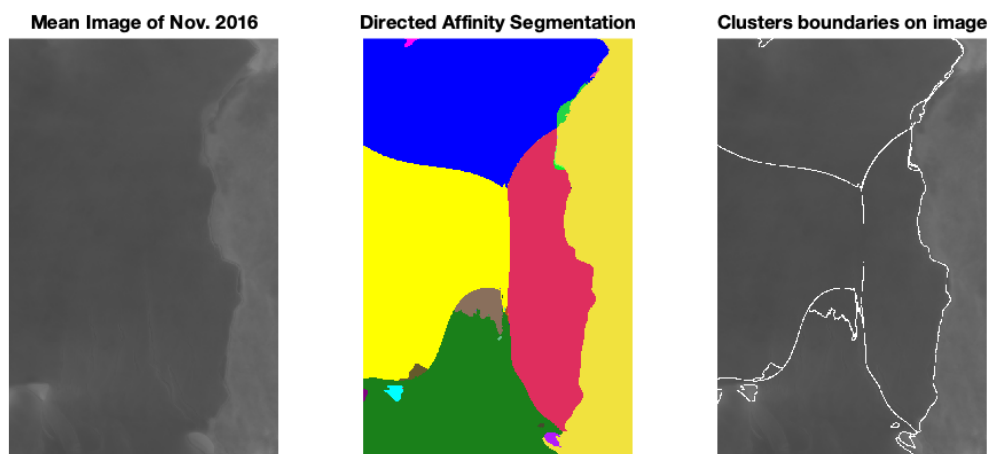 Mean Image of Nov. 2016
Directed Affinity Segmentation
Clusters boundaries on image